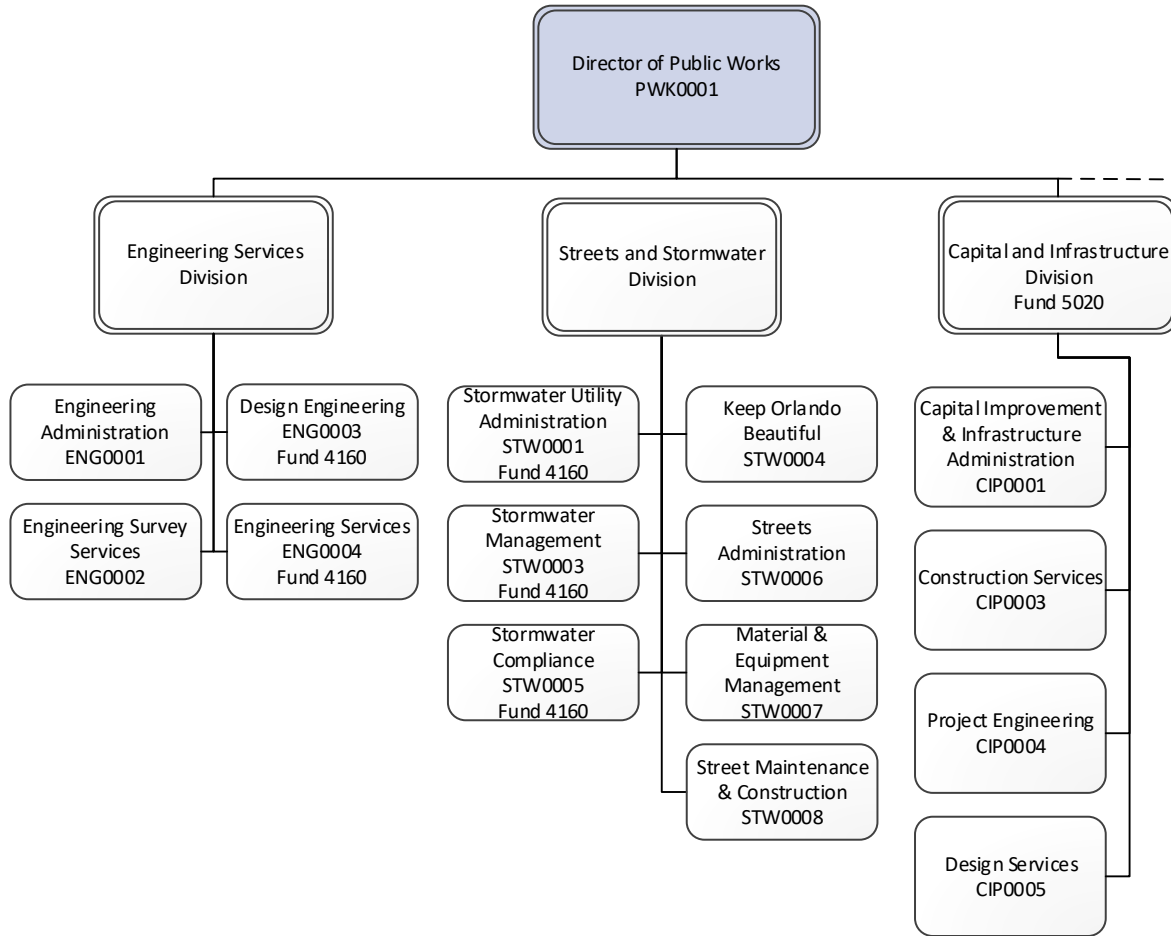 Director of Public Works
PWK0001
Engineering Services
Division
Streets and Stormwater
Division
Capital and Infrastructure
Division
Fund 5020
Engineering
Administration
ENG0001
Design Engineering
ENG0003
Fund 4160
Engineering Survey
Services
ENG0002
Engineering Services
ENG0004
Fund 4160
Stormwater Utility
Administration
STW0001
Fund 4160
Keep Orlando
Beautiful
STW0004
Stormwater
Management
STW0003
Fund 4160
Streets
Administration
STW0006
Stormwater
Compliance
STW0005
Fund 4160
Material &
Equipment
Management
STW0007
Street Maintenance
& Construction
STW0008
Capital Improvement
& Infrastructure
Administration
CIP0001
Construction Services
CIP0003
Project Engineering
CIP0004
Design Services
CIP0005